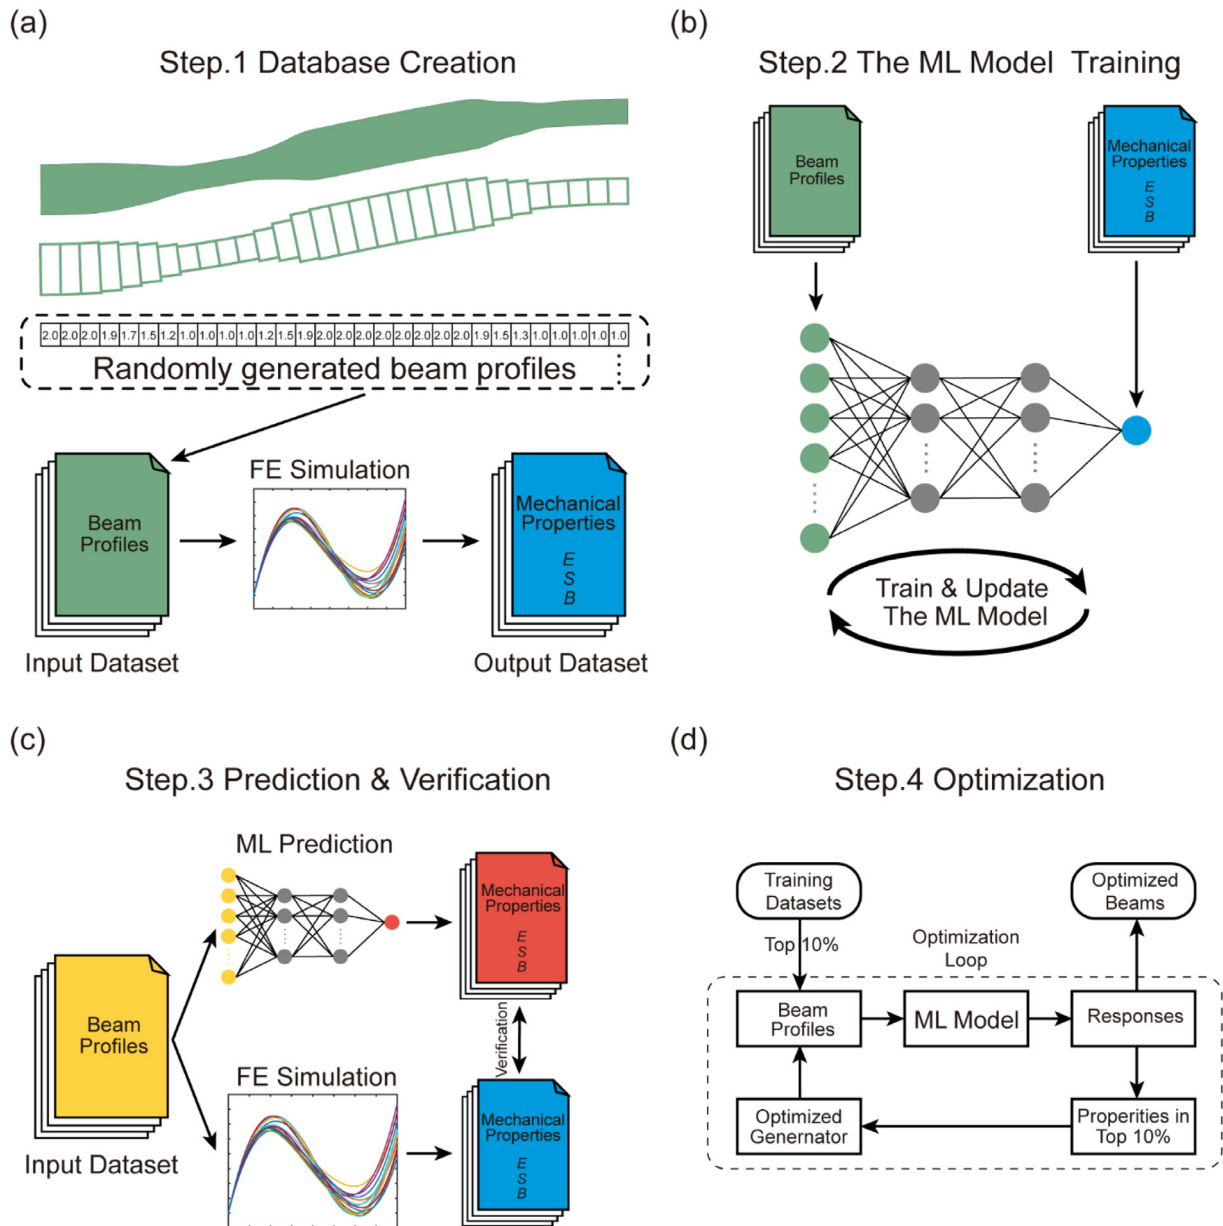 (a)
Step.1 Database Creation
2.0 2.0 2.0 1.9 1.7 1.5 1.2 1.0 1.0 1.0 1.0 1.2 1.5 1.9 2.0 2.0 2.0 2.0 2.0 2.0 2.0 2.0 1.9 1.5 1.3 1.0 1.0 1.0 1.0 1.0
Randomly generated beam profiles
Beam
Profiles
Input Dataset
FE Simulation
Mechanical
Properties
E
S
B
Output Dataset
(b)
Step.2 The ML Model Training
Beam
Profiles
Mechanical
Properties
E
S
B
Train & Update
The ML Model
(c)
Step.3 Prediction & Verification
Beam
Profiles
Input Dataset
ML Prediction
Mechanical
Properties
E
S
B
Verification
FE Simulation
Mechanical
Properties
E
S
B
(d)
Step.4 Optimization
Training
Datasets
Optimized
Beams
Top 10%
Optimization
Loop
Beam
Profiles
ML Model
Responses
Optimized
Genernator
Properities in
Top 10%